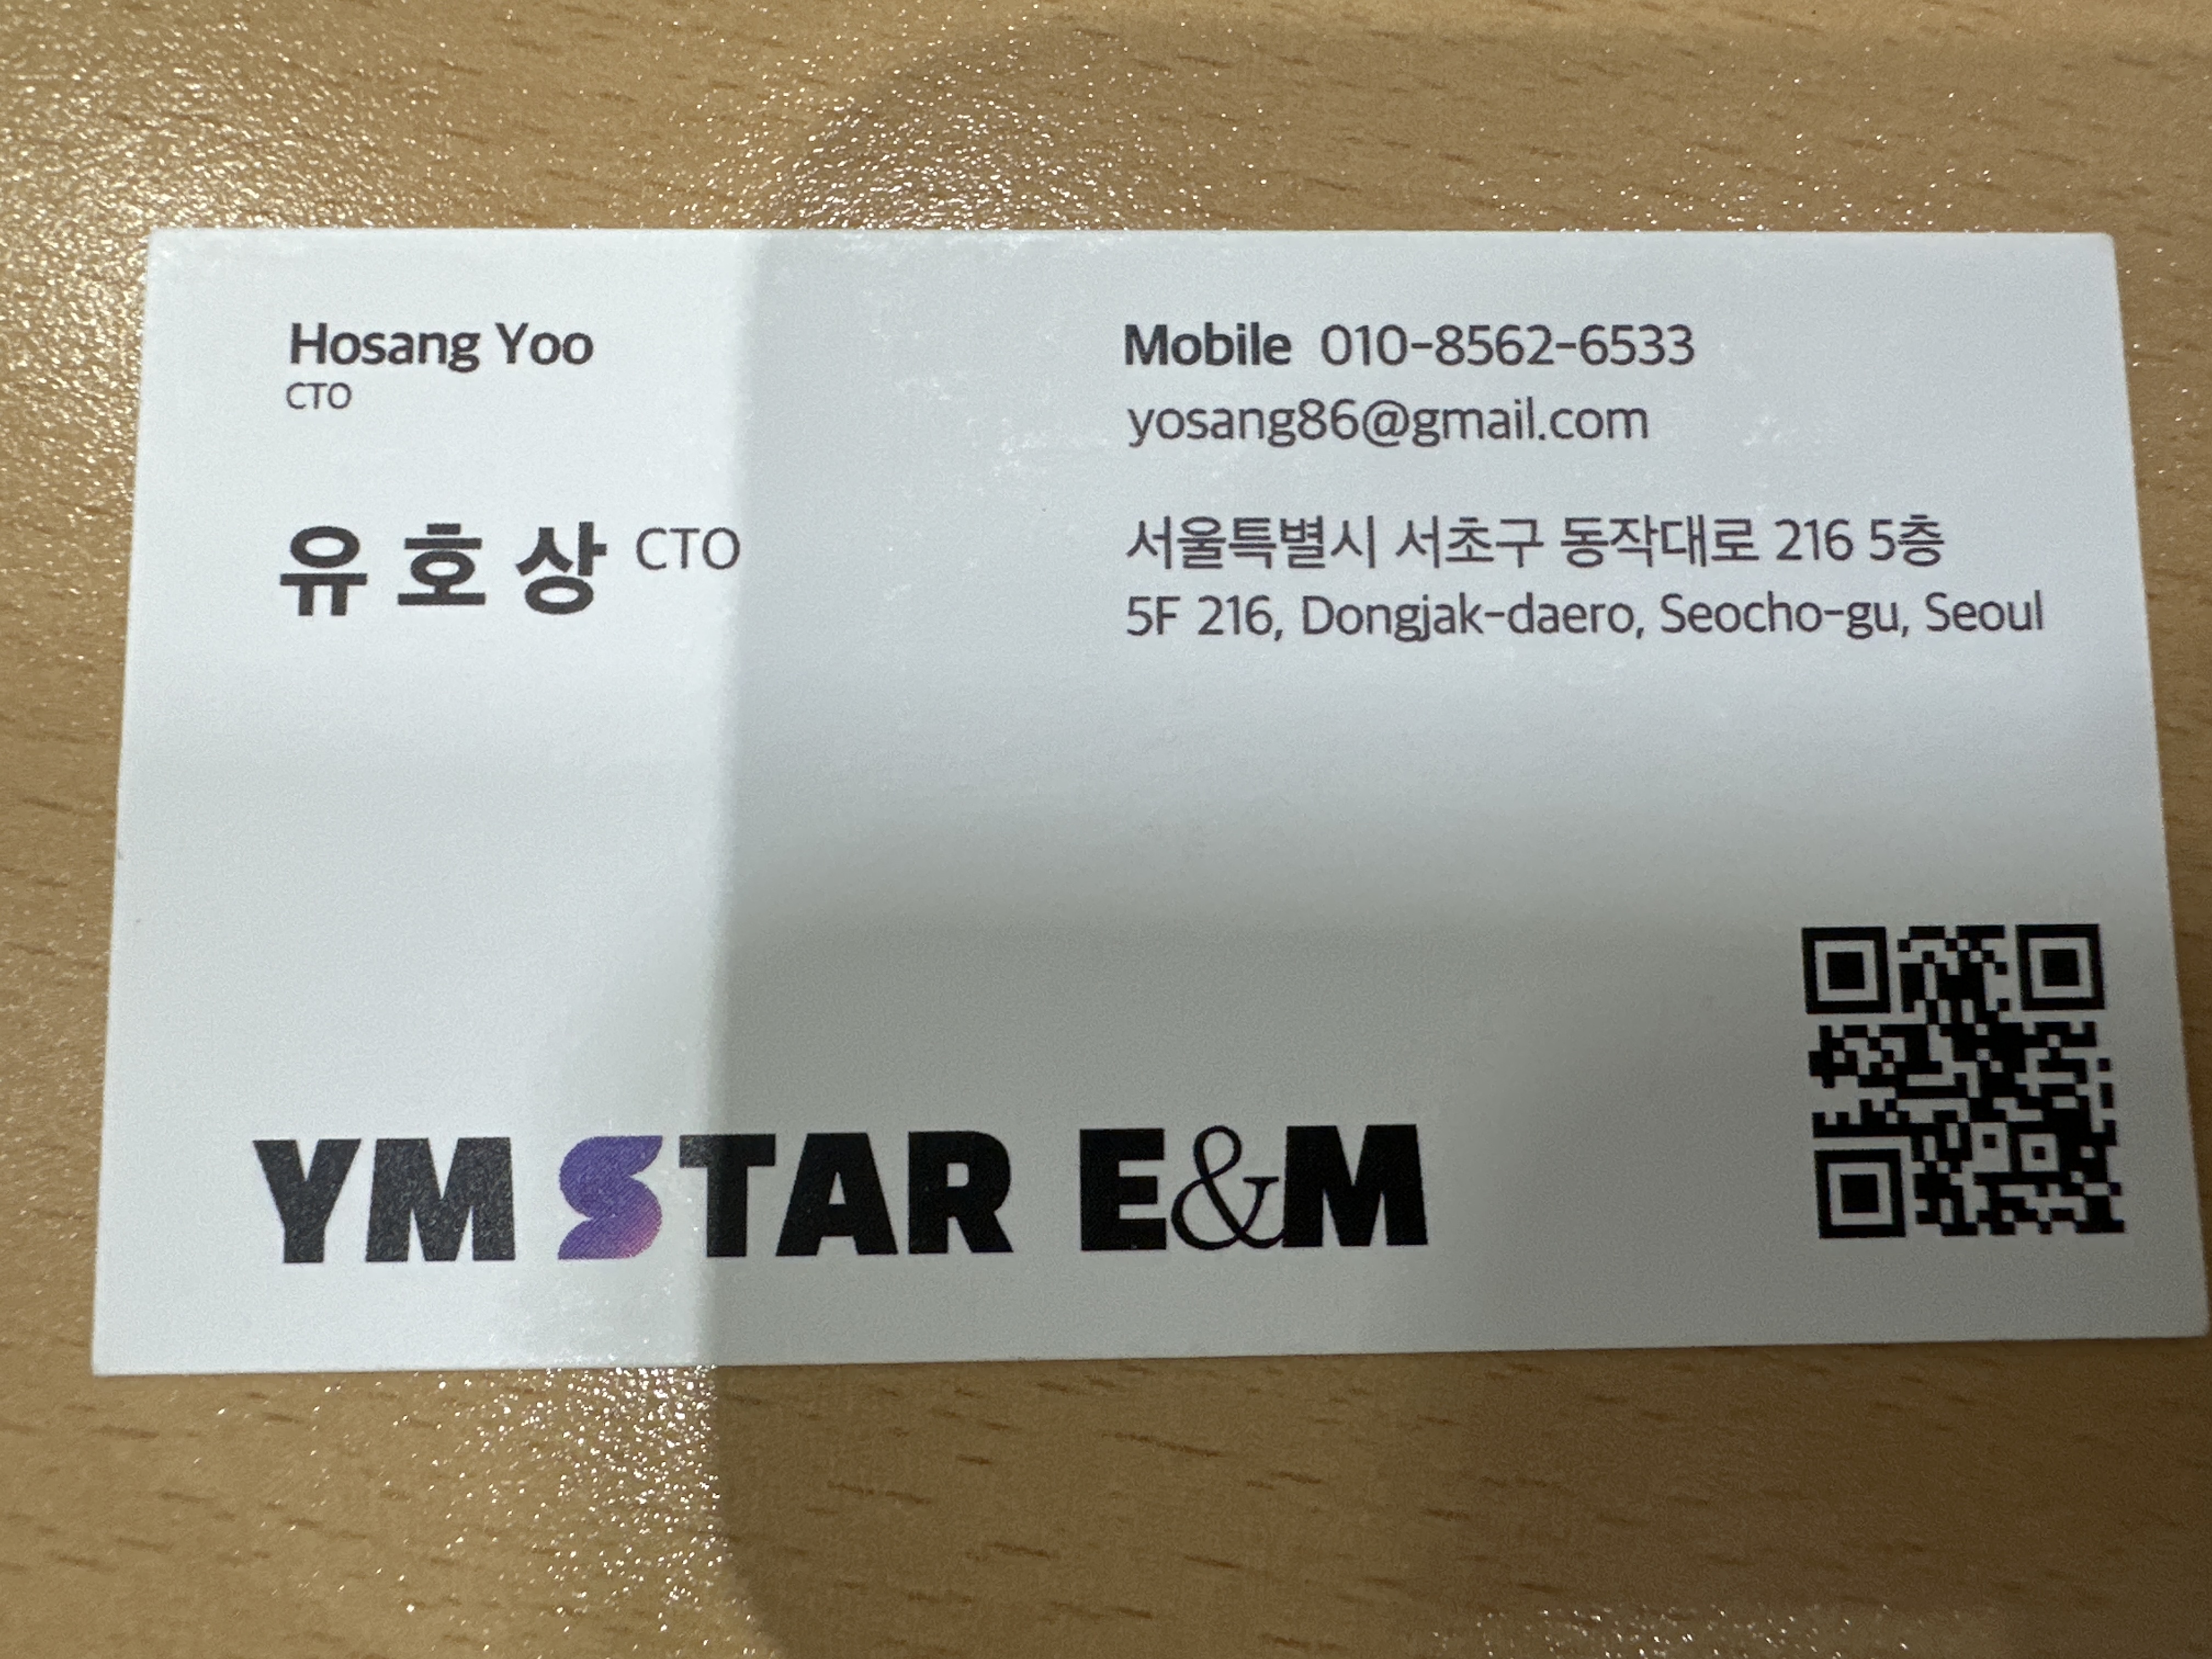 Hosang Yoo
CTO
유호상 CTO
Mobile 010-8562-6533
yosang86@gmail.com
서울특별시 서초구 동작대로 216 5층
5F 216, Dongjak-daero, Seocho-gu, Seoul
YM STAR E&M